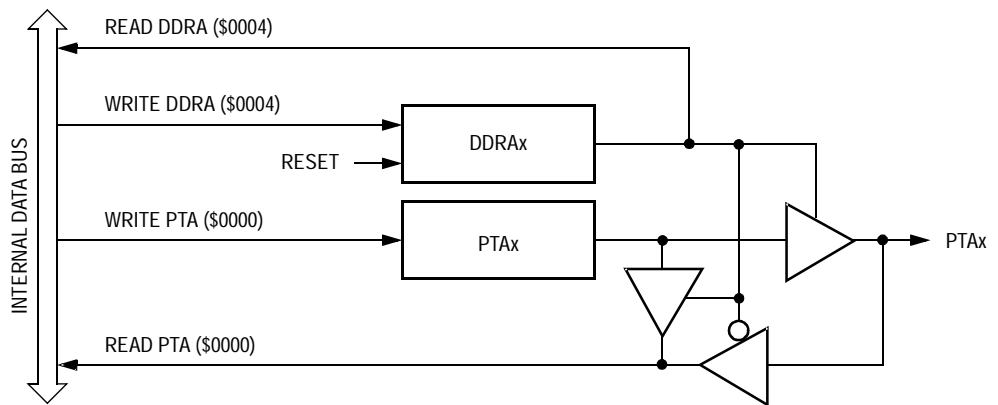 READ DDRA ($0004)
WRITE DDRA ($0004)
DDRAx
RESET
INTERNAL DATA BUS
WRITE PTA ($0000)
PTAx
PTAx
READ PTA ($0000)